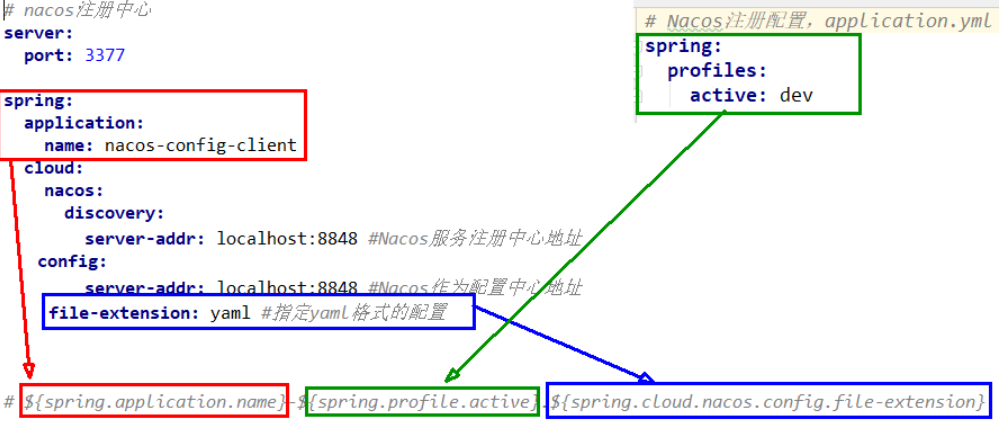 # nacos注册中心
server:
  port: 3377
spring:
  application:
    name: nacos-config-client
  cloud:
    nacos:
      discovery:
        server-addr: localhost:8848 #Nacos服务注册中心地址
    config:
        server-addr: localhost:8848 #Nacos作为配置中心地址
    file-extension: yaml #指定yaml格式的配置
# Nacos注册配置，application.yml
spring:
  profiles:
    active: dev
# ${spring.application.name}-${spring.profile.active}.${spring.cloud.nacos.config.file-extension}